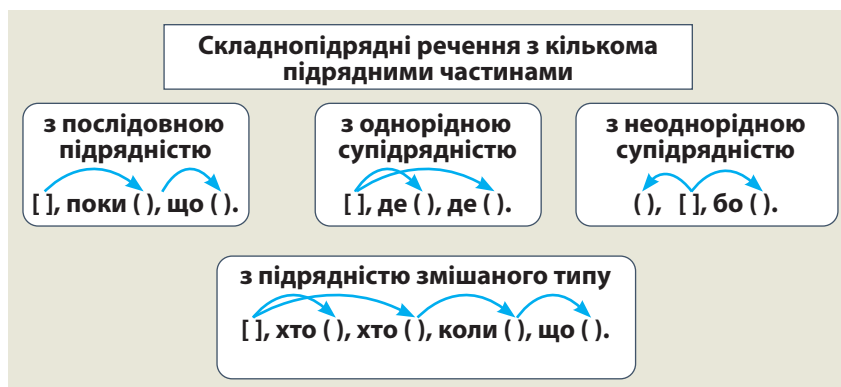 Складнопідрядні речення з кількома
підрядними частинами
з послідовною
підрядністю
[ ], поки ( ), що ( ).
з однорідною
супідрядністю
[ ], де ( ), де ( ).
з неоднорідною
супідрядністю
( ), [ ], бо ( ).
з підрядністю змішаного типу
[ ], хто ( ), хто ( ), коли ( ), що ( ).